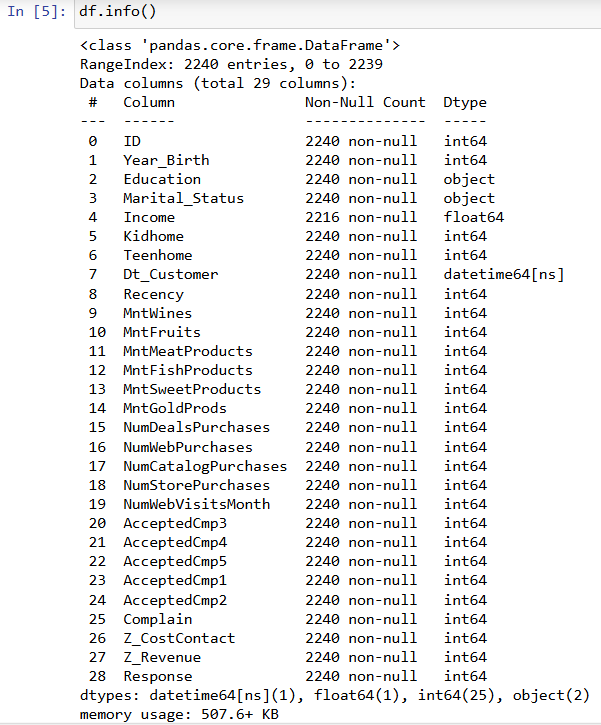 In [5]: df.info()
<class 'pandas.core.frame.DataFrame'>
RangeIndex: 2240 entries, 0 to 2239
Data columns (total 29 columns):
 #   Column               Non-Null Count  Dtype
---  ------               --------------  -----
 0   ID                   2240 non-null   int64
 1   Year_Birth           2240 non-null   int64
 2   Education            2240 non-null   object
 3   Marital_Status       2240 non-null   object
 4   Income               2216 non-null   float64
 5   Kidhome              2240 non-null   int64
 6   Teenhome             2240 non-null   int64
 7   Dt_Customer          2240 non-null   datetime64[ns]
 8   Recency              2240 non-null   int64
 9   MntWines             2240 non-null   int64
 10  MntFruits            2240 non-null   int64
 11  MntMeatProducts      2240 non-null   int64
 12  MntFishProducts      2240 non-null   int64
 13  MntSweetProducts     2240 non-null   int64
 14  MntGoldProds         2240 non-null   int64
 15  NumDealsPurchases    2240 non-null   int64
 16  NumWebPurchases      2240 non-null   int64
 17  NumCatalogPurchases  2240 non-null   int64
 18  NumStorePurchases    2240 non-null   int64
 19  NumWebVisitsMonth    2240 non-null   int64
 20  AcceptedCmp3         2240 non-null   int64
 21  AcceptedCmp4         2240 non-null   int64
 22  AcceptedCmp5         2240 non-null   int64
 23  AcceptedCmp1         2240 non-null   int64
 24  AcceptedCmp2         2240 non-null   int64
 25  Complain             2240 non-null   int64
 26  Z_CostContact        2240 non-null   int64
 27  Z_Revenue            2240 non-null   int64
 28  Response             2240 non-null   int64
dtypes: datetime64[ns](1), float64(1), int64(25), object(2)
memory usage: 507.6+ KB